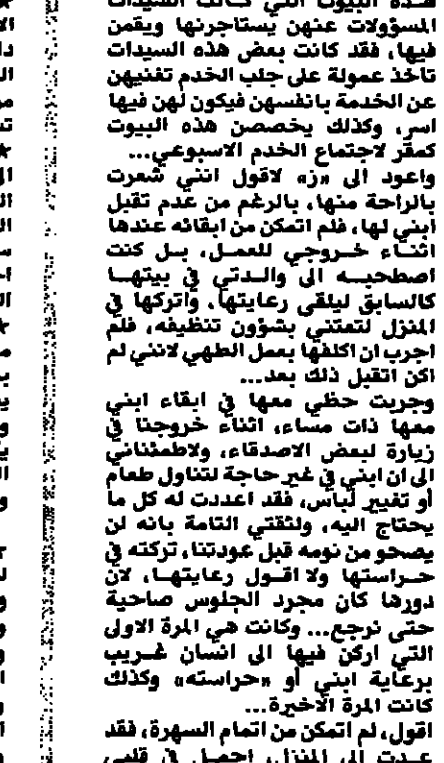 هذه البيوت التي كانت السيدات
المسؤولات عنهن يستاجرنها ويقمن
فيها، فقد كانت بعض هذه السيدات
تاخذ عمولة على جلب الخدم تغنيهن
عن الخدمة بانفسهن فيكون لهن فيها
اسر، وكذلك يخصصن هذه البيوت
كمقر لاجتماع الخدم الاسبوعي...
واعود الى «ز» لاقول انني شعرت
بالراحة منها، بالرغم من عدم تقبل
ابني لها، فلم اتمكن من ابقائه عندها
اثناء خروجي للعمل، بل كنت
اصطحبه الى والدتي في بيتها
كالسابق ليلقى رعايتها، واتركها في
المنزل لتعتني بشؤون تنظيفه، فلم
اجرب ان اكلفها بعمل الطهي لانني لم
اكن اتقبل ذلك بعد...
وجربت حظي معها في ابقاء ابني
معها ذات مساء، اثناء خروجنا في
زيارة لبعض الاصدقاء، ولاطمئناني
الى ان ابني في غير حاجة لتناول طعام
أو تغيير لباس، فقد اعددت له كل ما
يحتاج اليه، ولثقتي التامة بانه لن
يصحو من نومه قبل عودتنا، تركته في
حراستها ولا اقول رعايتها، لان
دورها كان مجرد الجلوس صاحية
حتى نرجع... وكانت هي المرة الاولى
التي اركن فيها الى انسان غريب
برعاية ابني أو «حراسته» وكذلك
كانت المرة الأخيرة...
اقول، لم اتمكن من اتمام السهرة، فقد
عدت الى المنزل، احمل في قلبي